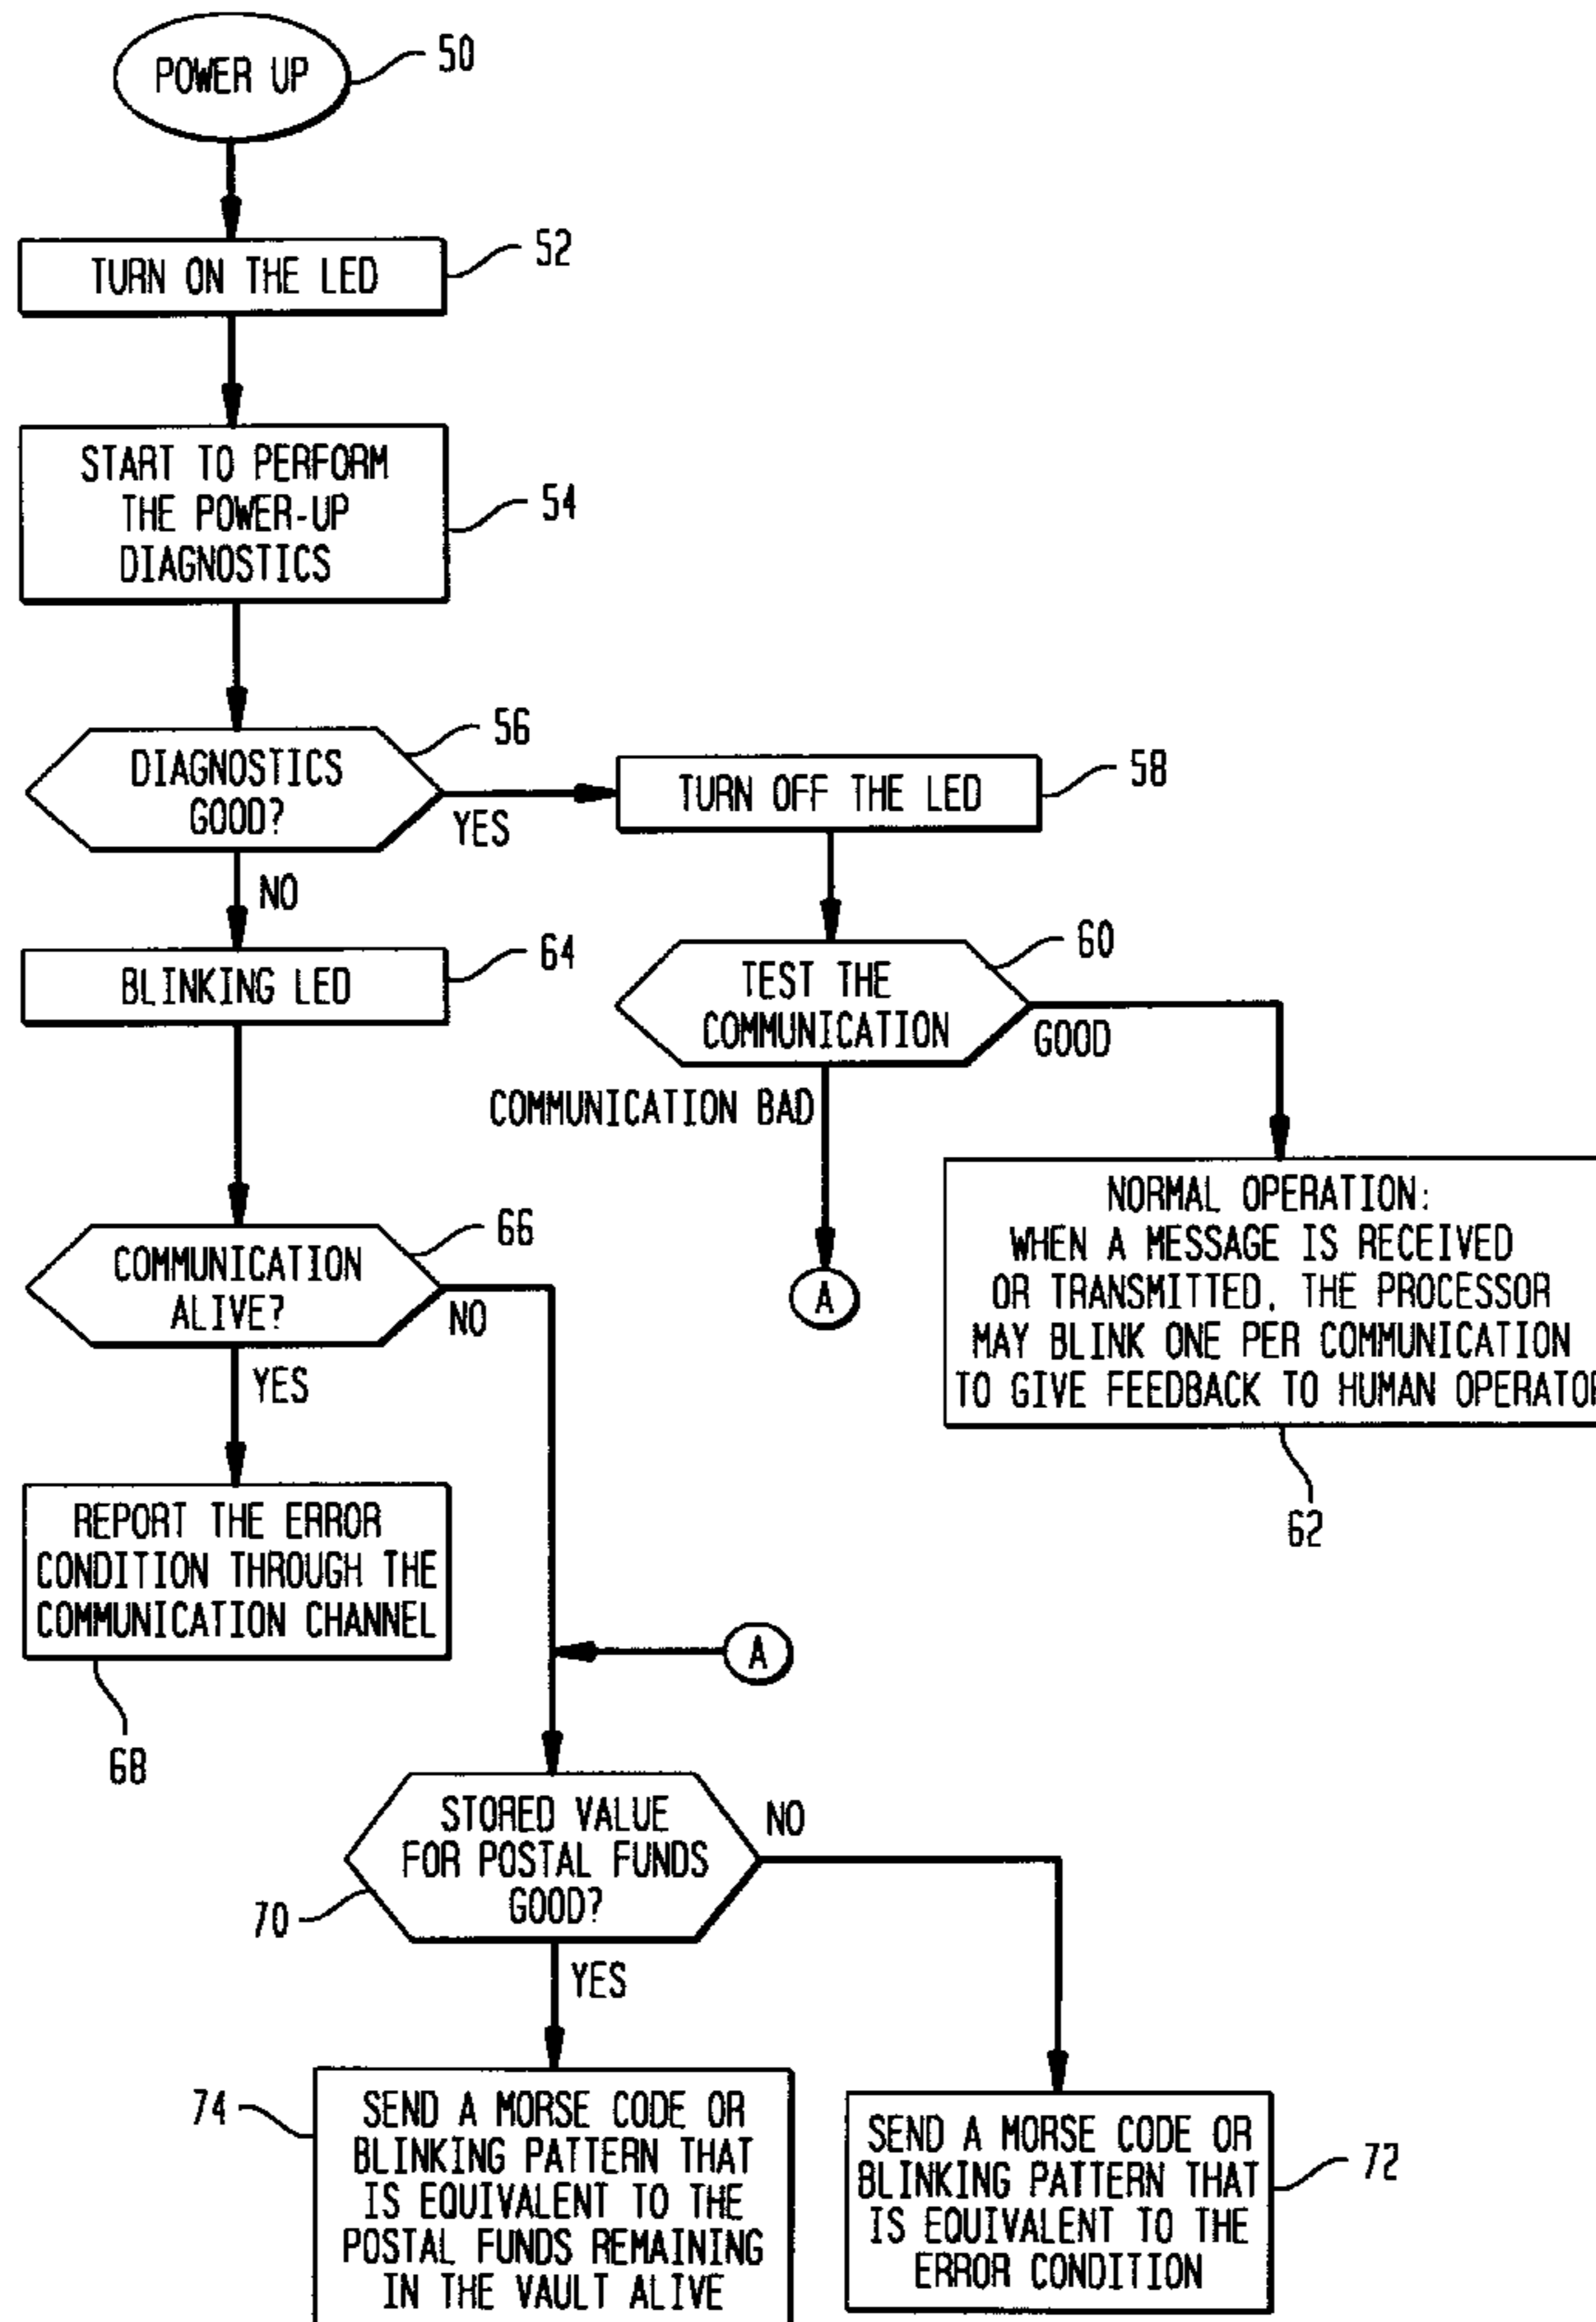 POWER UP
50
TURN ON THE LED
52
START TO PERFORM
THE POWER-UP
DIAGNOSTICS
54
DIAGNOSTICS
GOOD?
56
YES
NO
TURN OFF THE LED
58
BLINKING LED
64
TEST THE
COMMUNICATION
60
GOOD
COMMUNICATION BAD
A
NORMAL OPERATION:
WHEN A MESSAGE IS RECEIVED
OR TRANSMITTED, THE PROCESSOR
MAY BLINK ONE PER COMMUNICATION
TO GIVE FEEDBACK TO HUMAN OPERATOR
62
COMMUNICATION
ALIVE?
66
NO
YES
REPORT THE ERROR
CONDITION THROUGH THE
COMMUNICATION CHANNEL
68
A
STORED VALUE
FOR POSTAL FUNDS
GOOD?
70
NO
YES
SEND A MORSE CODE OR
BLINKING PATTERN THAT
IS EQUIVALENT TO THE
POSTAL FUNDS REMAINING
IN THE VAULT ALIVE
74
SEND A MORSE CODE OR
BLINKING PATTERN THAT
IS EQUIVALENT TO THE
ERROR CONDITION
72